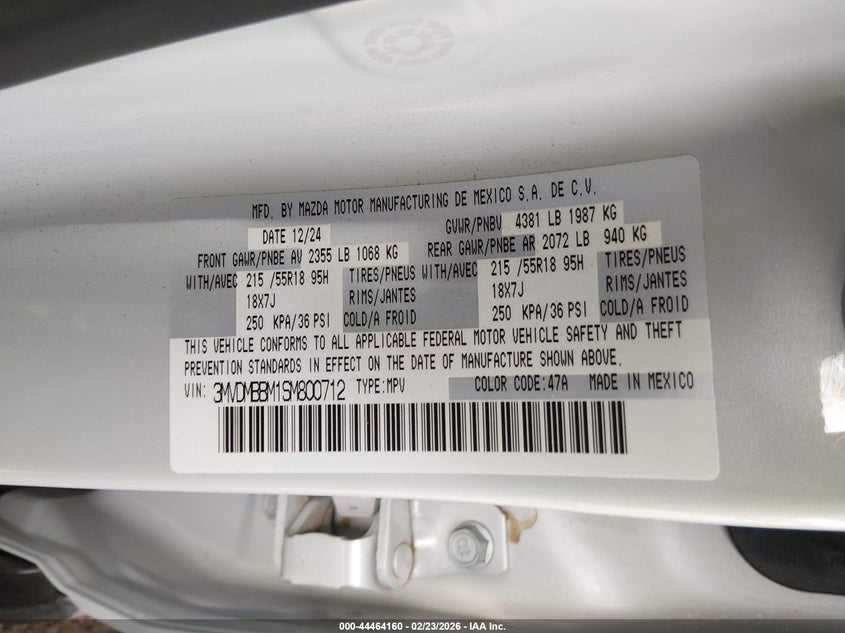 MFD. BY MAZDA MOTOR MANUFACTURING DE MEXICO S.A. DE C.V.
DATE 12/24 GVWR/PNBV 4381 LB 1987 KG
FRONT GAWR/PNBE AV 2355 LB 1068 KG REAR GAWR/PNBE AR 2072 LB 940 KG
WITH/AVEC 215 /55R18 95H TIRES/PNEUS WITH/AVEC 215 /55R18 95H TIRES/PNEUS
18X7J RIMS/JANTES 18X7J RIMS/JANTES
250 KPA/36 PSI COLD/A FROID 250 KPA/36 PSI COLD/A FROID
THIS VEHICLE CONFORMS TO ALL APPLICABLE FEDERAL MOTOR VEHICLE SAFETY AND THEFT
PREVENTION STANDARDS IN EFFECT ON THE DATE OF MANUFACTURE SHOWN ABOVE.
VIN: 3MVDMBBM1SM800712 TYPE:MPV COLOR CODE:47A MADE IN MEXICO
000-44464160 - 02/23/2026 - IAA Inc.